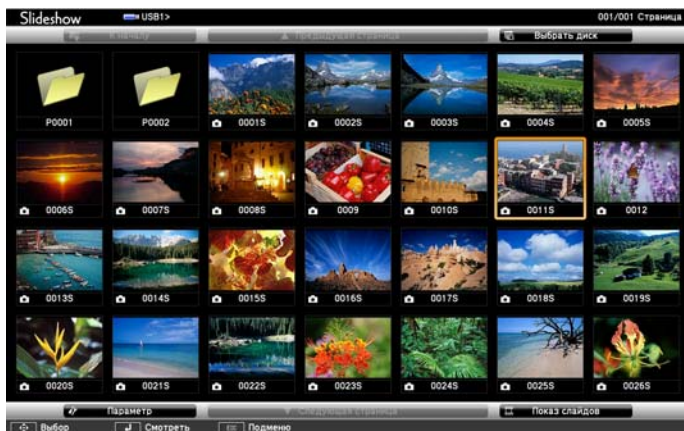 Slideshow USB1> 001/001 Страница
К началу ▲ Предыдущая страница Выбрать диск
P0001 P0002 0001S 0002S 0003S 0004S 0005S
0006S 0007S 0008S 0009 0010S 0011S 0012
0013S 0014S 0015S 0016S 0017S 0018S 0019S
0020S 0021S 0022S 0023S 0024S 0025S 0026S
Параметр ▼ Следующая страница Показ слайдов
Выбор Смотреть ESC Подменю